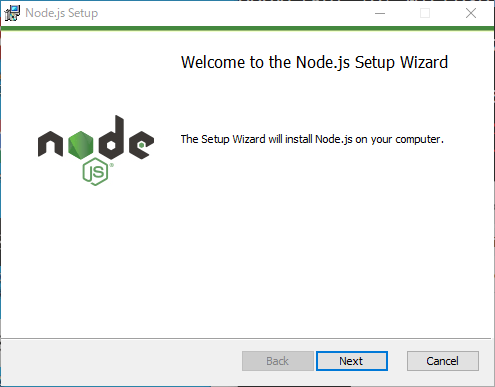 Node.js Setup
Welcome to the Node.js Setup Wizard
The Setup Wizard will install Node.js on your computer.
node
JS®
Back
Next
Cancel